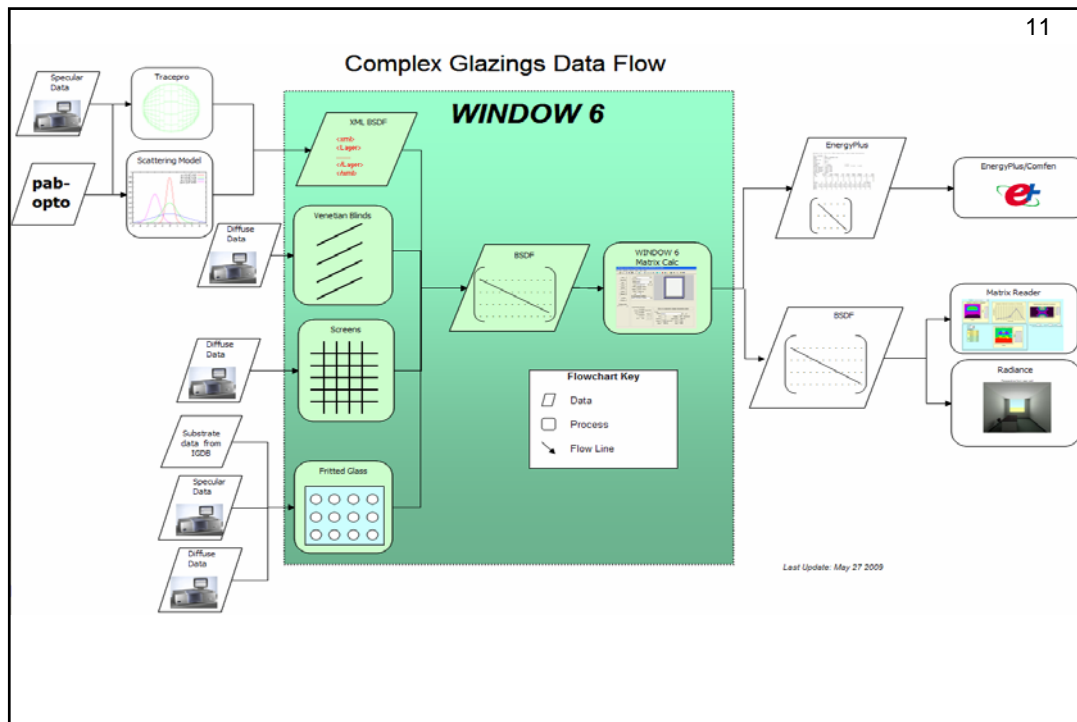 11
Complex Glazings Data Flow
WINDOW 6
Specular
Data
Tracepro
pab-
opto
Scattering Model
XML BSDF
<xml>
<Layer>
</Layer>
Diffuse
Data
Venetian Blinds
Diffuse
Data
Screens
Substrate
data from
IGDB
Specular
Data
Diffuse
Data
Fritted Glass
BSDF
WINDOW 6
Matrix Calc
Flowchart Key
Data
Process
Flow Line
EnergyPlus
EnergyPlus/Comfen
e+
BSDF
Matrix Reader
Radiance
Last Update: May 27 2009